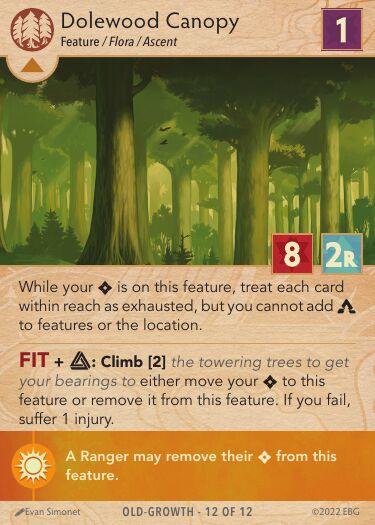 Dolewood Canopy
Feature / Flora / Ascent
1
8
2R
While your is on this feature, treat each card
within reach as exhausted, but you cannot add
to features or the location.
FIT + : Climb [2] the towering trees to get
your bearings to either move your to this
feature or remove it from this feature. If you fail,
suffer 1 injury.
A Ranger may remove their from this
feature.
Evan Simonet
OLD-GROWTH - 12 OF 12
©2022 EBG